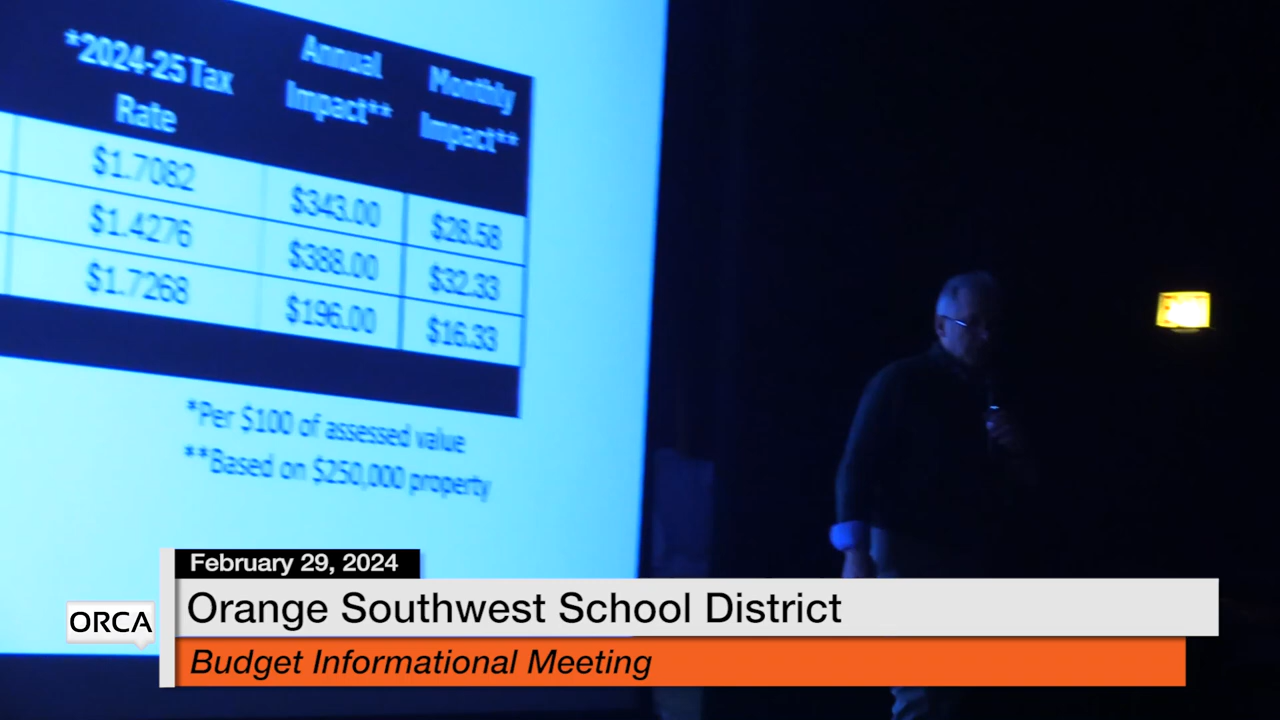 *2024-25 Tax Rate
Annual Impact**
Monthly Impact**
$1.7082 $343.00 $28.58
$1.4276 $388.00 $32.33
$1.7268 $196.00 $16.33
*Per $100 of assessed value
**Based on $250,000 property
February 29, 2024
ORCA
Orange Southwest School District
Budget Informational Meeting